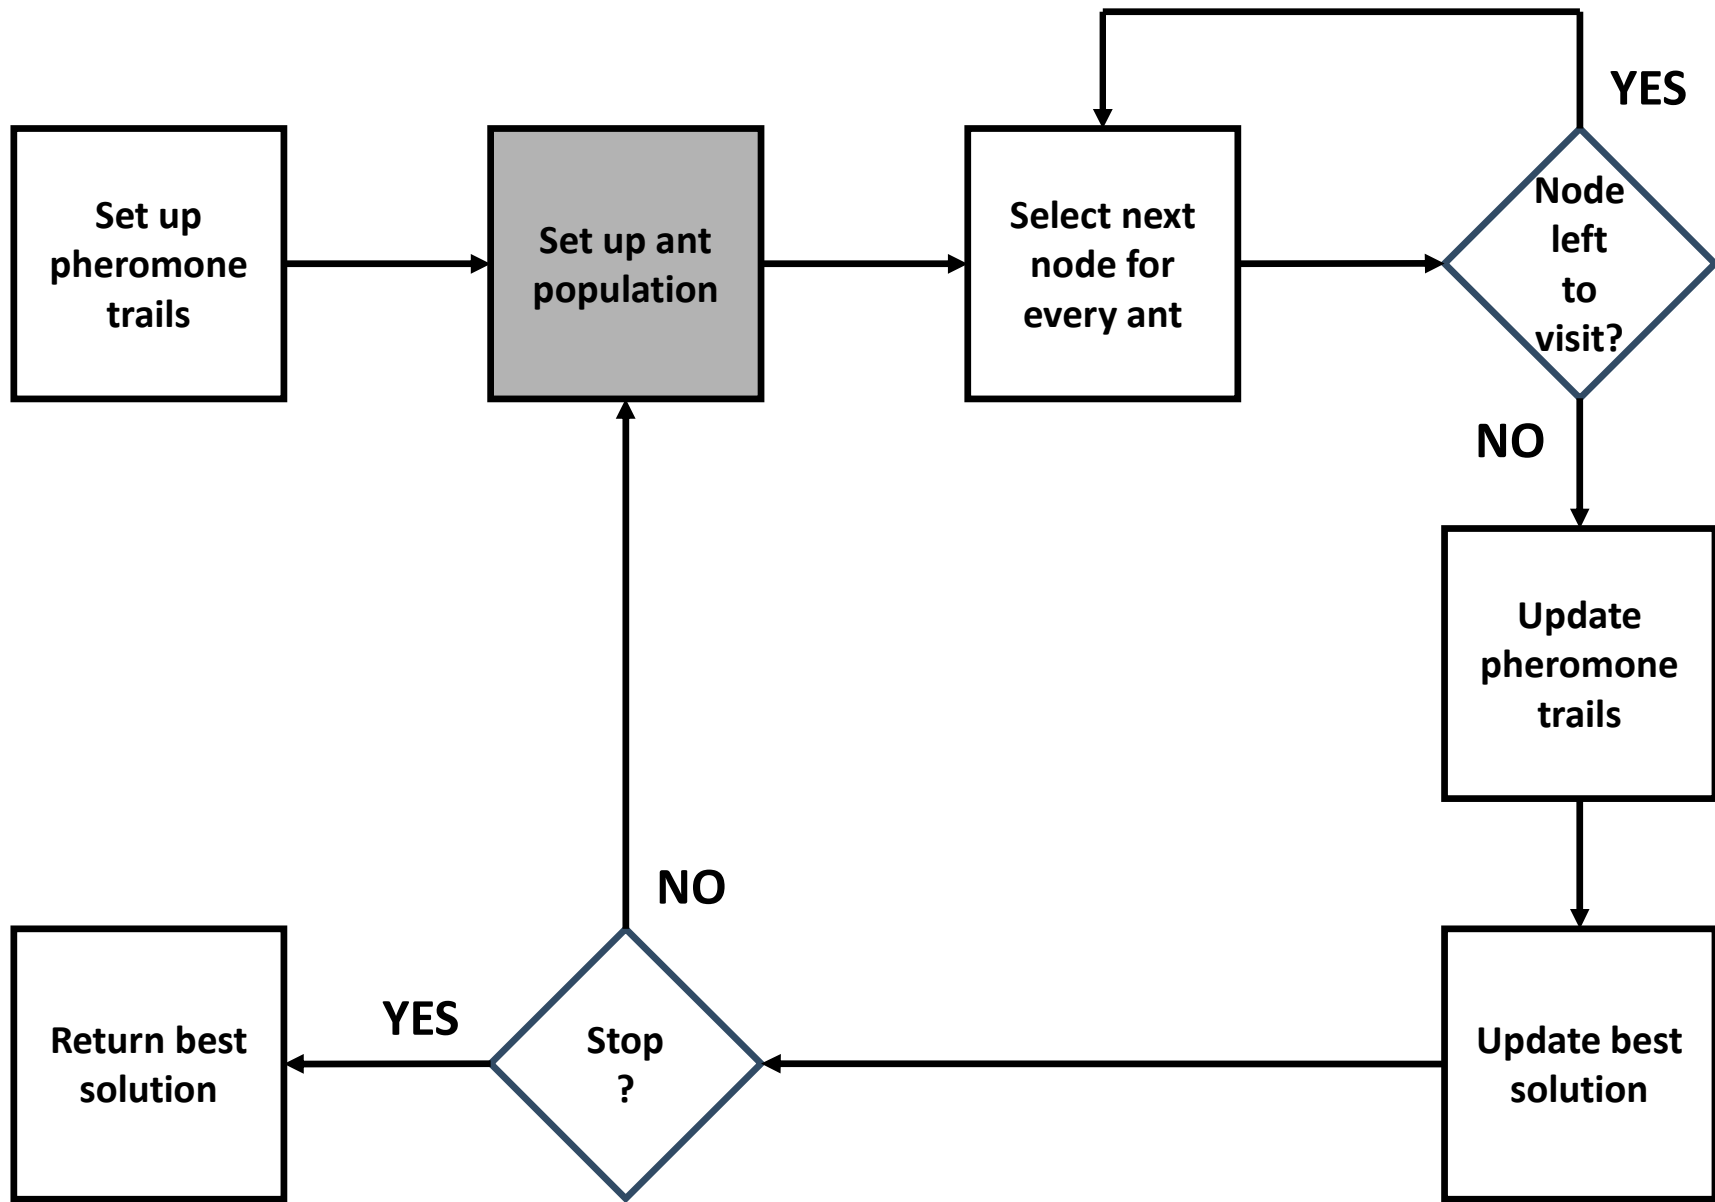 YES
Set up
pheromone
trails
Set up ant
population
Select next
node for
every ant
Node
left
to
visit?
NO
Update
pheromone
trails
NO
YES
Return best
solution
Stop
?
Update best
solution